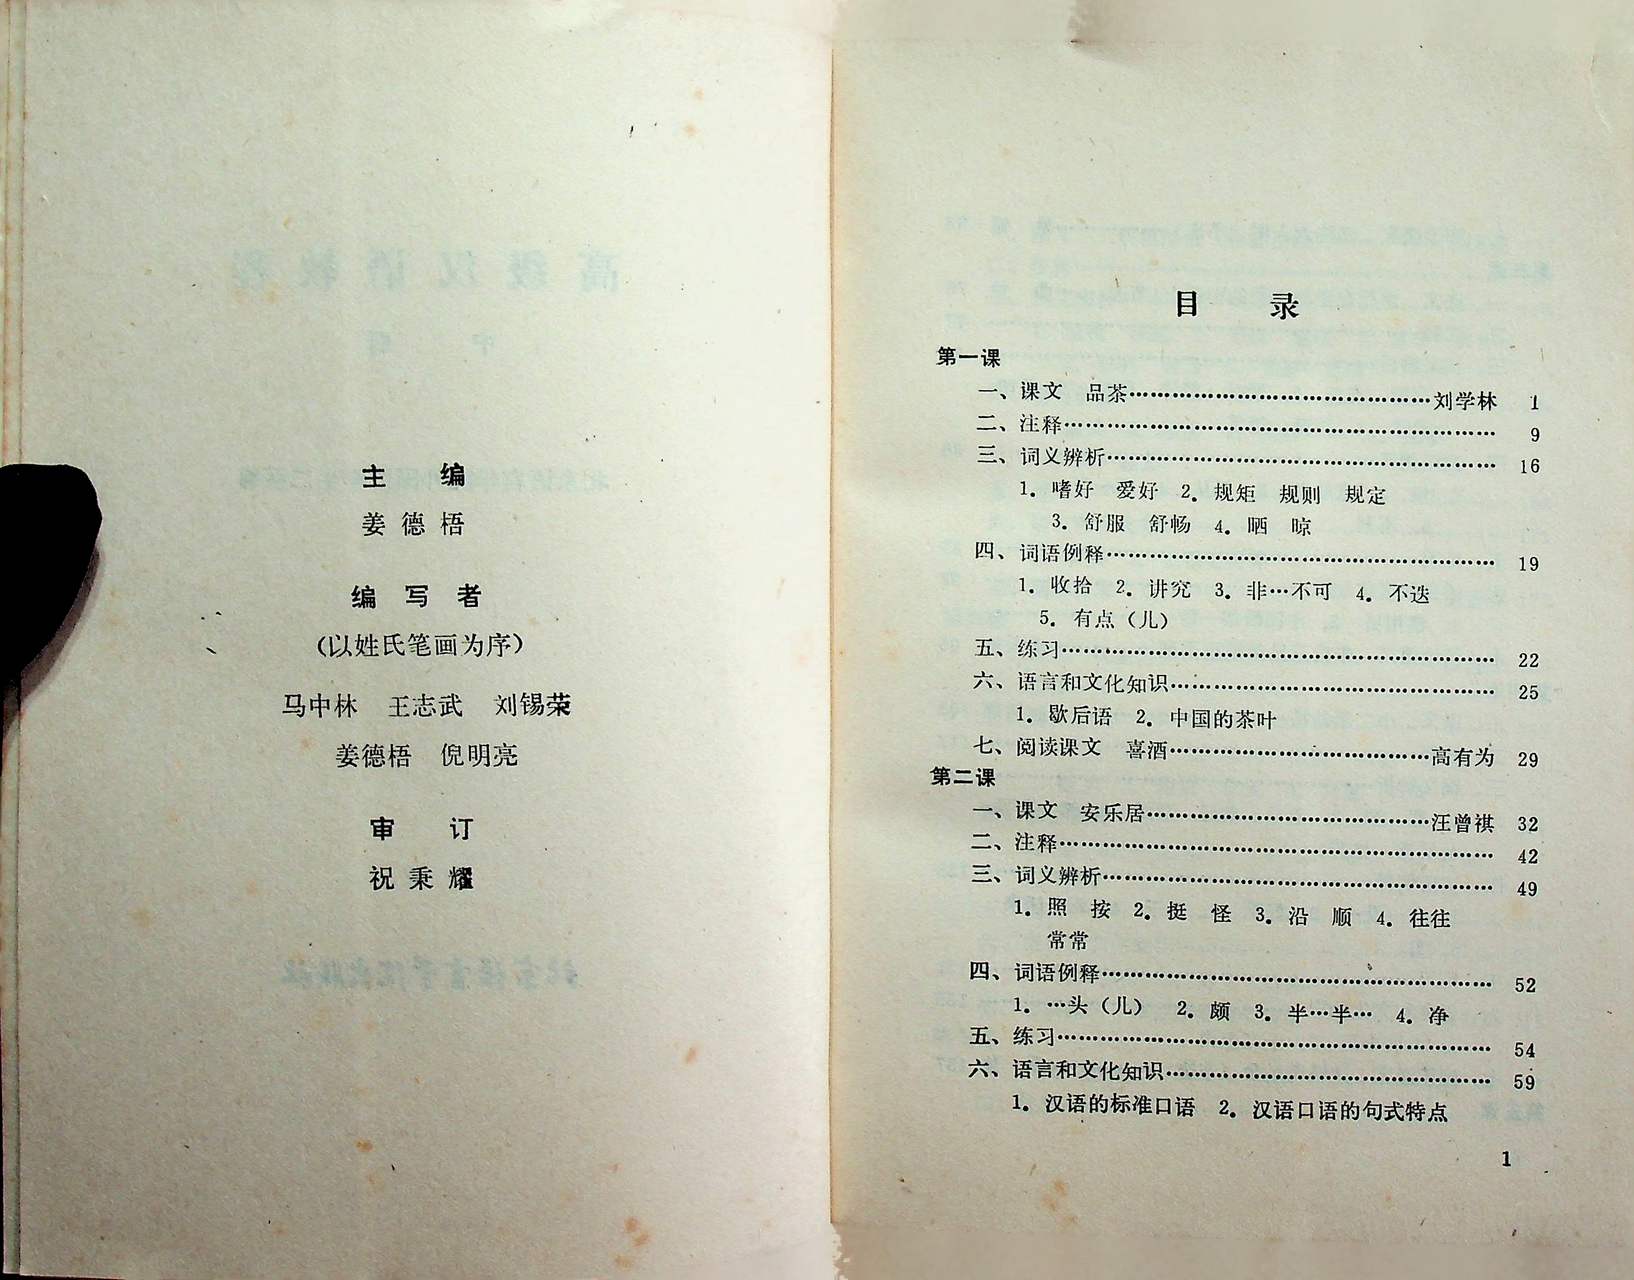 主 编
姜 德 梧
编 写 者
（以姓氏笔画为序）
马中林 王志武 刘锡荣
姜德梧 倪明亮
审 订
祝 秉 耀
目 录
第一课
一、课文 品茶……………………………………刘学林 1
二、注释…………………………………………………… 9
三、词义辨析……………………………………………… 16
1. 嗜好 爱好 2. 规矩 规则 规定
3. 舒服 舒畅 4. 晒 晾
四、词语例释……………………………………………… 19
1. 收拾 2. 讲究 3. 非…不可 4. 不迭
5. 有点（儿）
五、练习…………………………………………………… 22
六、语言和文化知识……………………………………… 25
1. 歇后语 2. 中国的茶叶
七、阅读课文 喜酒………………………………高有为 29
第二课
一、课文 安乐居…………………………………汪曾祺 32
二、注释…………………………………………………… 42
三、词义辨析……………………………………………… 49
1. 照 按 2. 挺 怪 3. 沿 顺 4. 往往
常常
四、词语例释……………………………………………… 52
1. …头（儿） 2. 颇 3. 半…半… 4. 净
五、练习…………………………………………………… 54
六、语言和文化知识……………………………………… 59
1. 汉语的标准口语 2. 汉语口语的句式特点
1